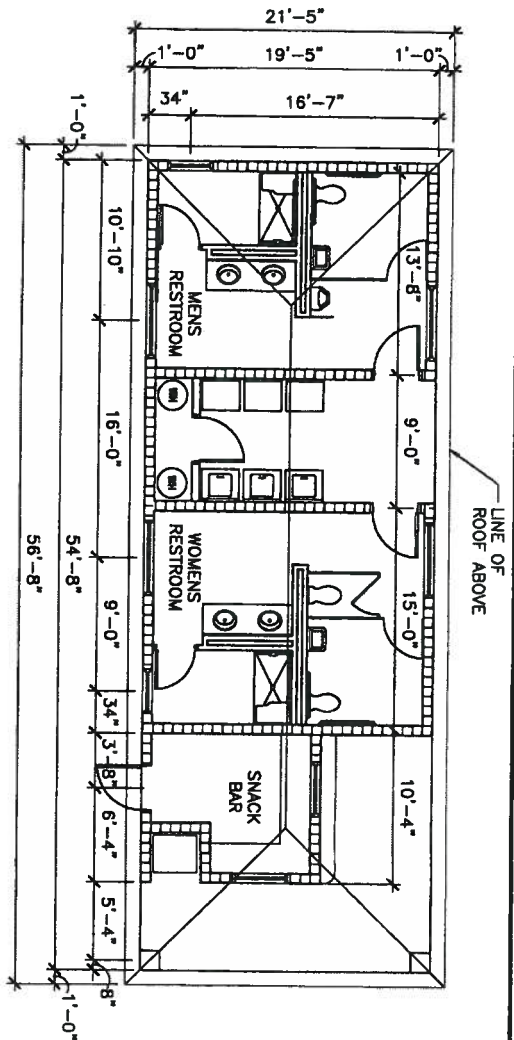 21'-5"
1'-0"
19'-5"
1'-0"
34"
16'-7"
LINE OF
ROOF ABOVE
13'-8"
9'-0"
15'-0"
10'-4"
MENS
RESTROOM
WH
WH
WOMENS
RESTROOM
SNACK
BAR
1'-0"
10'-10"
16'-0"
9'-0"
34"
3'-8"
6'-4"
5'-4"
8"
1'-0"
54'-8"
56'-8"